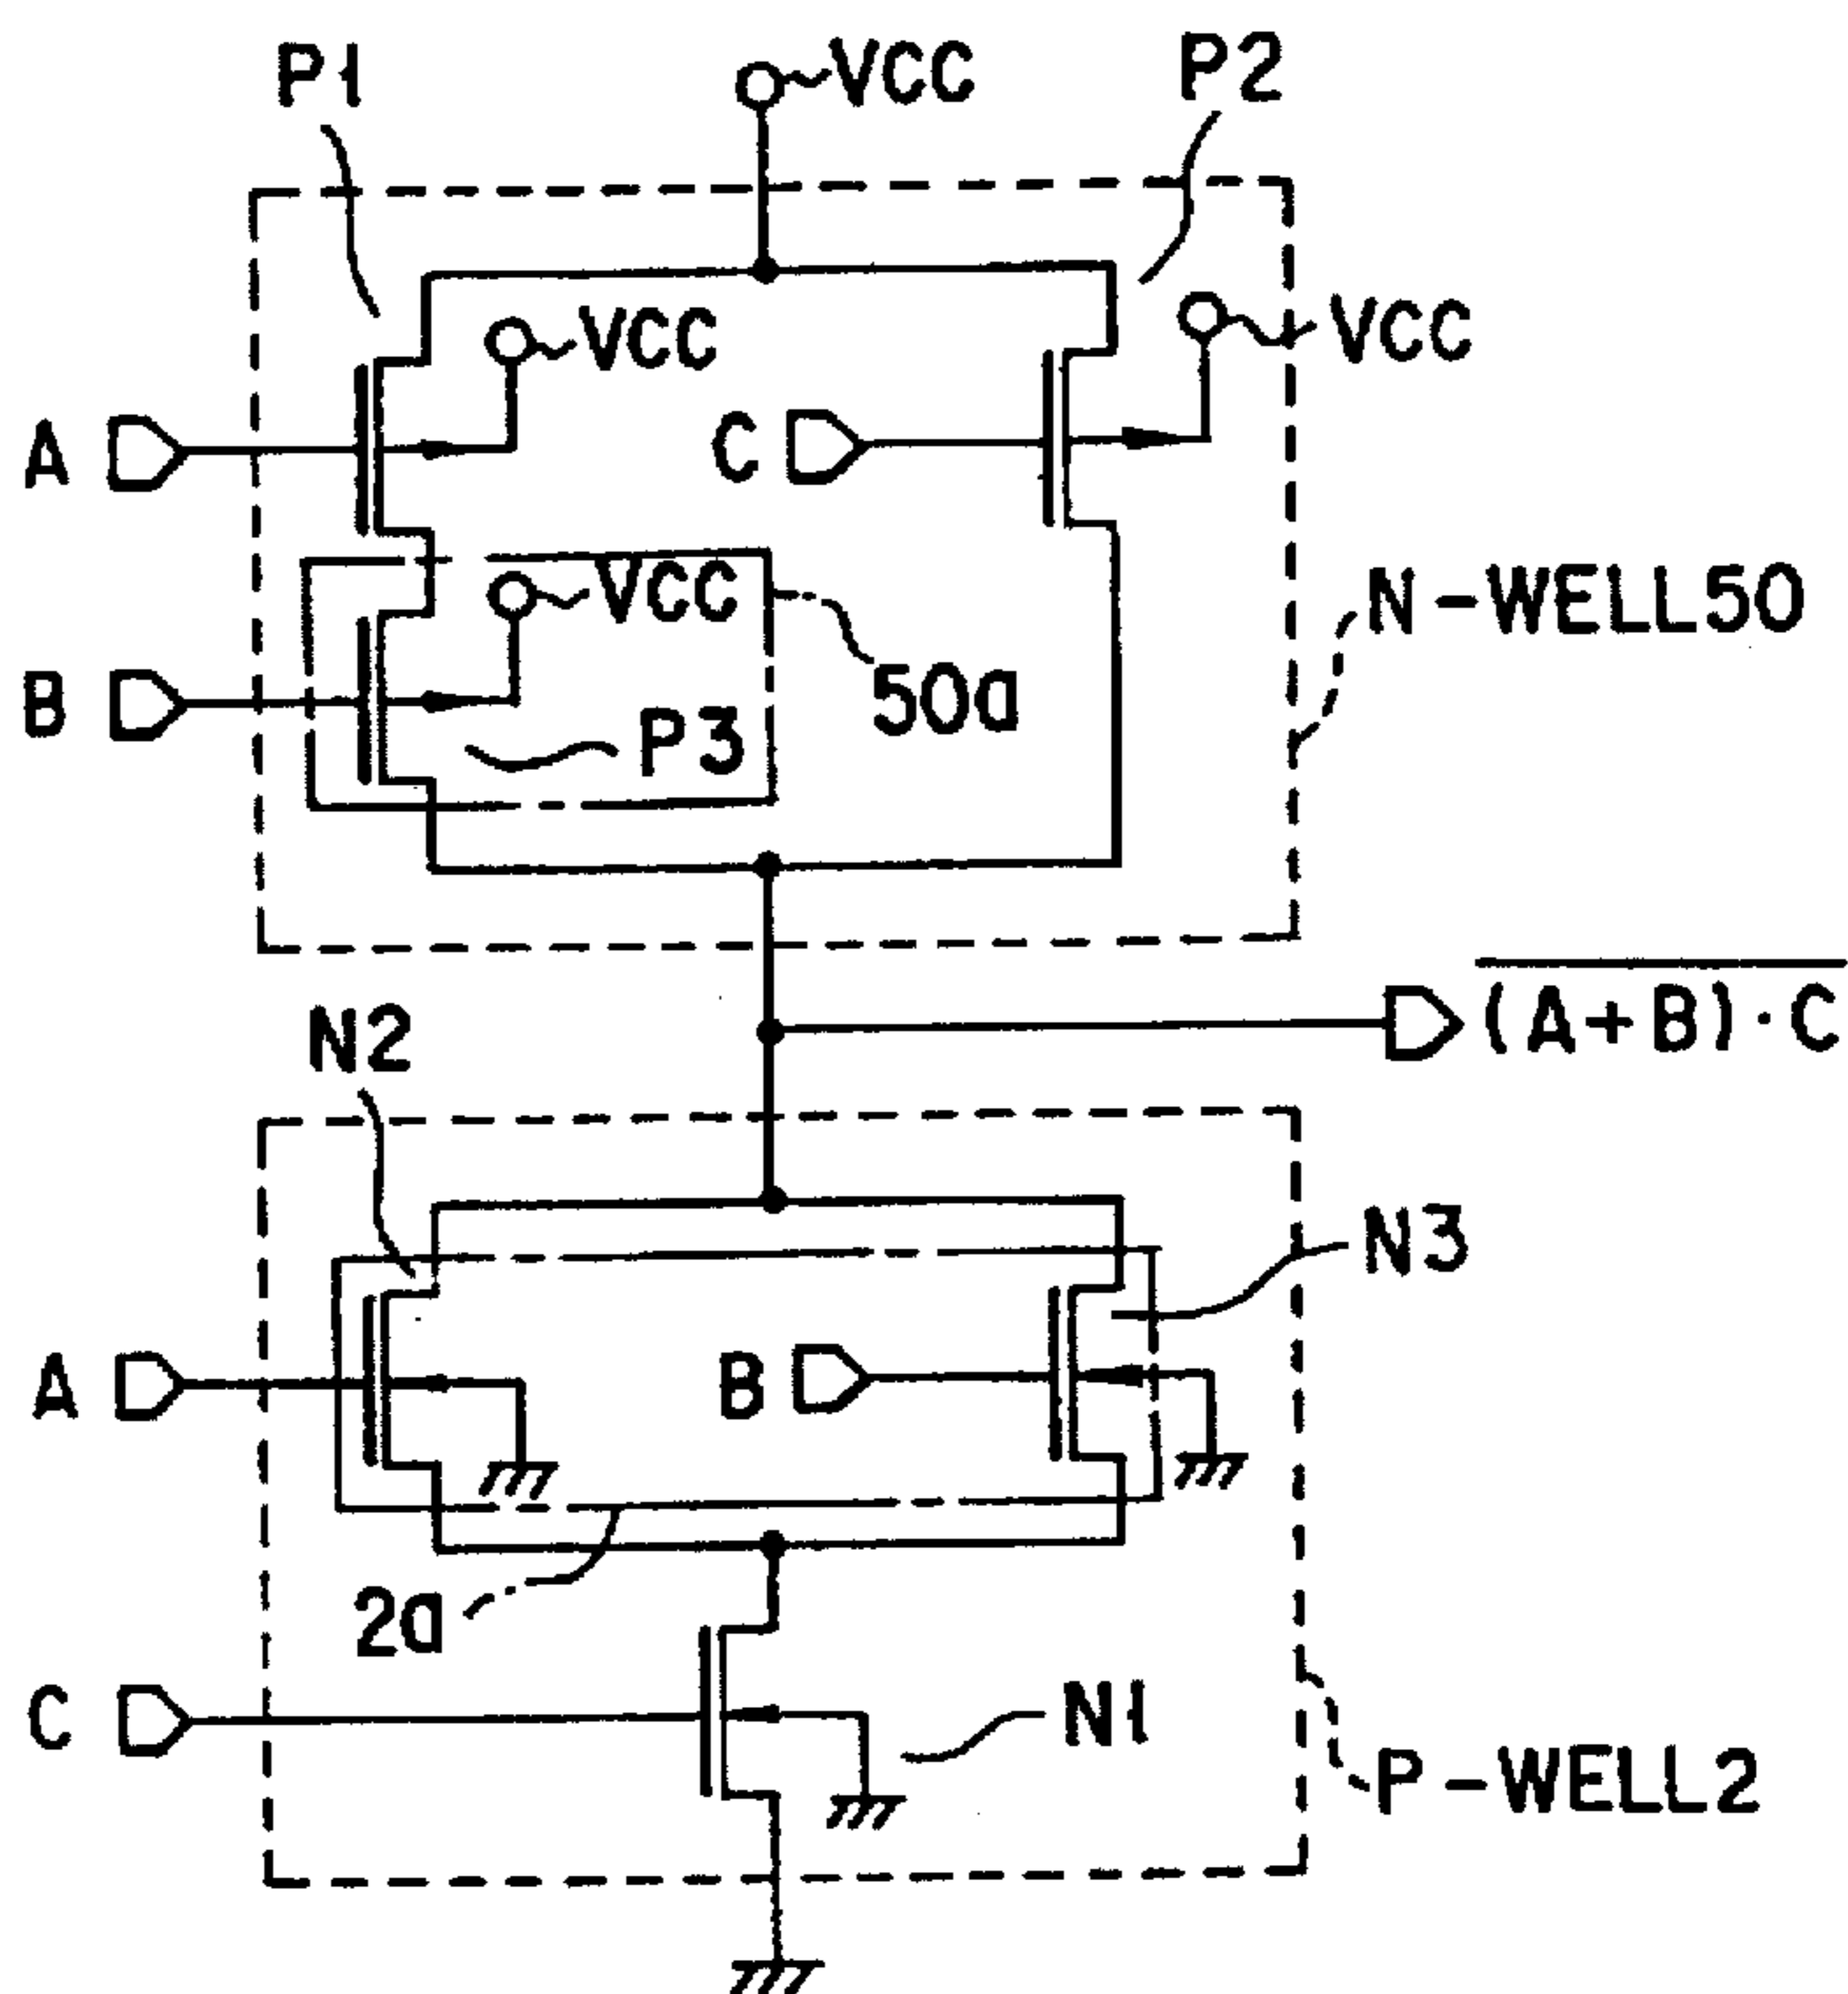 P1
VCC
P2
VCC
VCC
A
C
VCC
N-WELL50
B
50a
P3
(A+B)·C
N2
N3
A
B
2a
C
N1
P-WELL2